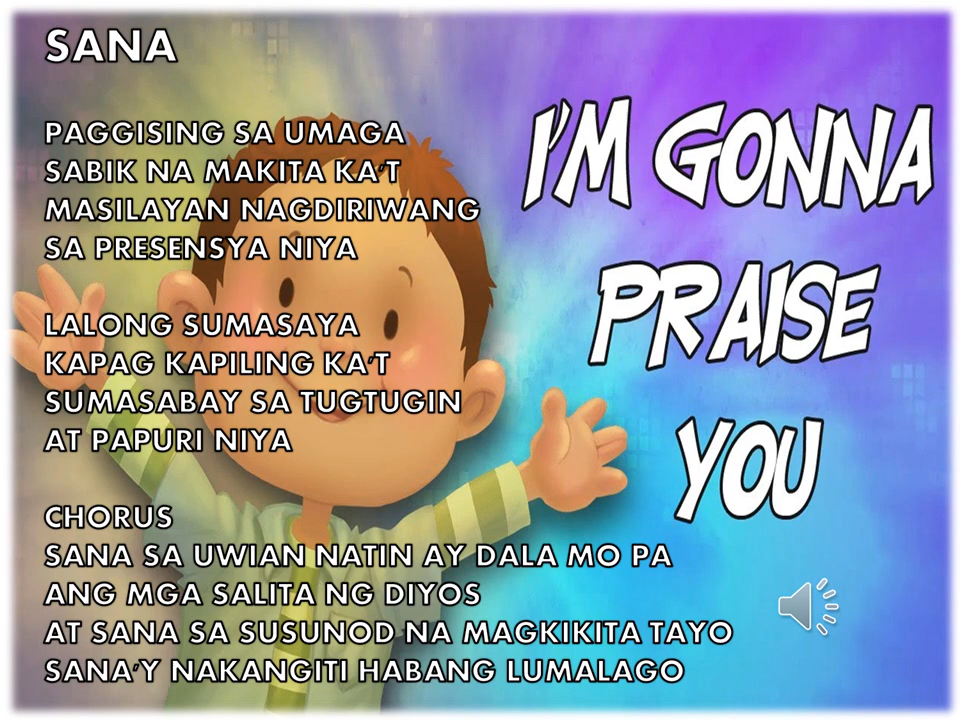 SANA
PAGGISING SA UMAGA
SABIK NA MAKITA KA'T
MASILAYAN NAGDIRIWANG
SA PRESENSYA NIYA
LALONG SUMASAYA
KAPAG KAPILING KA'T
SUMASABAY SA TUGTUGIN
AT PAPURI NIYA
CHORUS
SANA SA UWIAN NATIN AY DALA MO PA
ANG MGA SALITA NG DIYOS
AT SANA SA SUSUNOD NA MAGKIKITA TAYO
SANA'Y NAKANGITI HABANG LUMALAGO
I'M GONNA
PRAISE
YOU